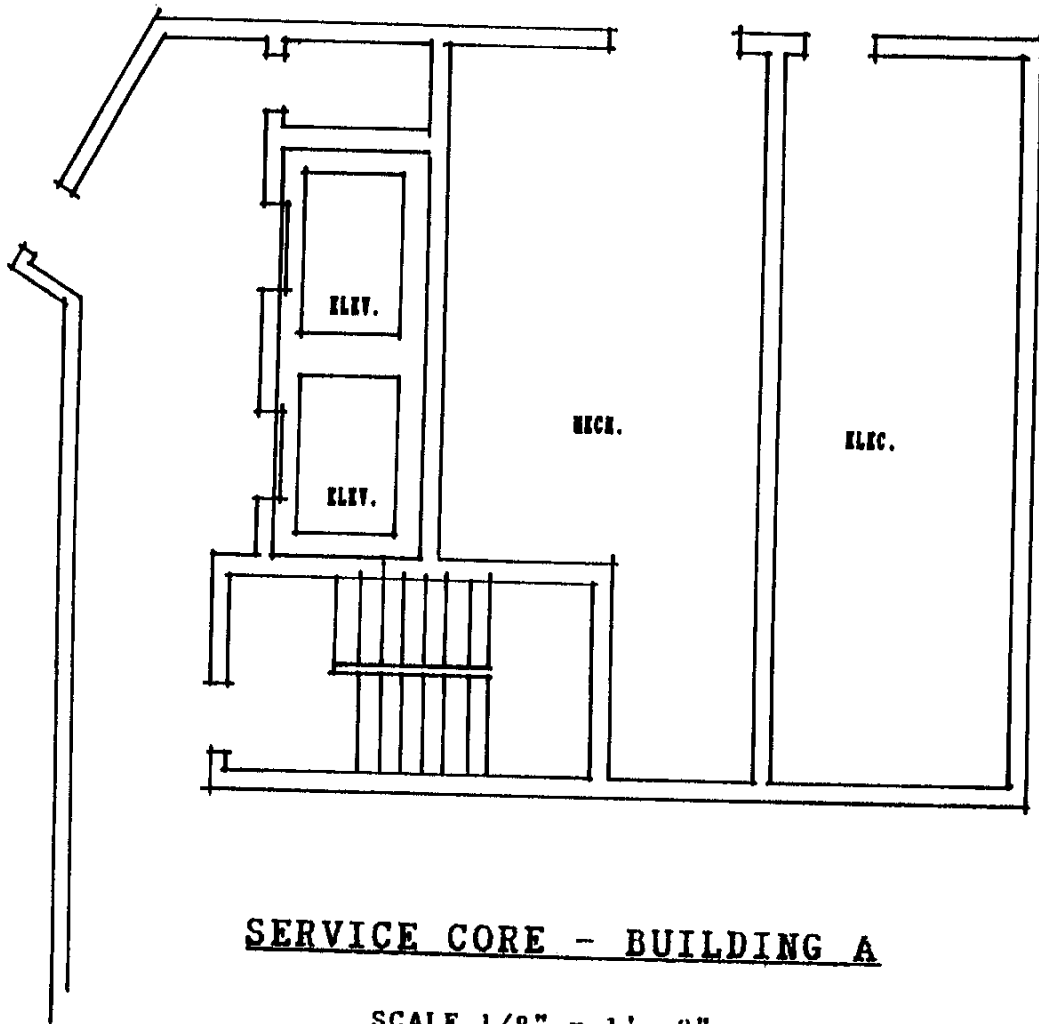 ELEV.
MECH.
ELEC.
ELEV.
SERVICE CORE - BUILDING A
SCALE 1/8" = 1'- 0"